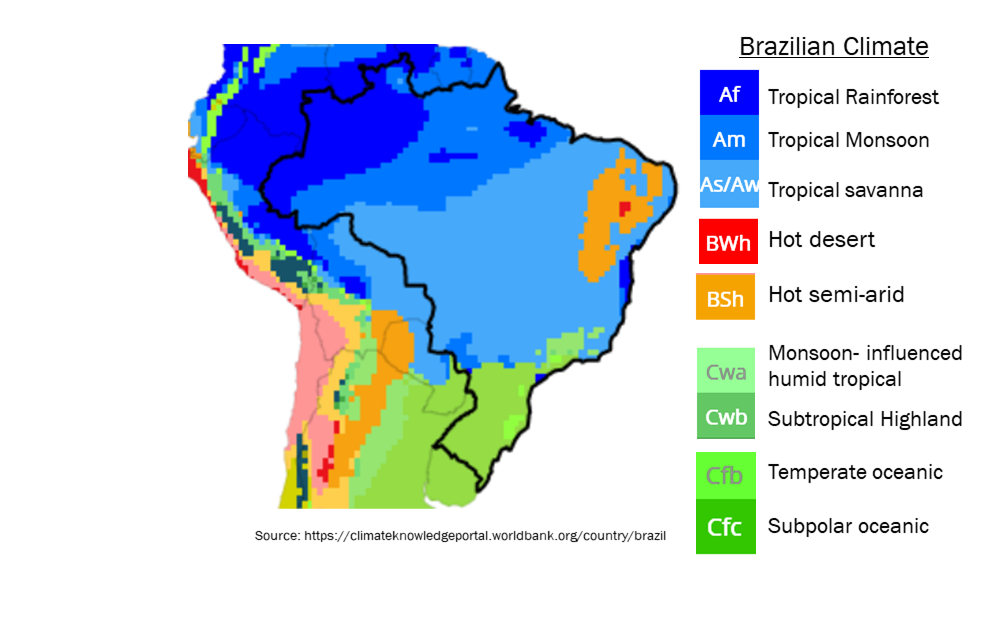 Brazilian Climate
Af Tropical Rainforest
Am Tropical Monsoon
As/Aw Tropical savanna
BWh Hot desert
BSh Hot semi-arid
Cwa Monsoon- influenced
humid tropical
Cwb Subtropical Highland
Cfb Temperate oceanic
Cfc Subpolar oceanic
Source: https://climateknowledgeportal.worldbank.org/country/brazil